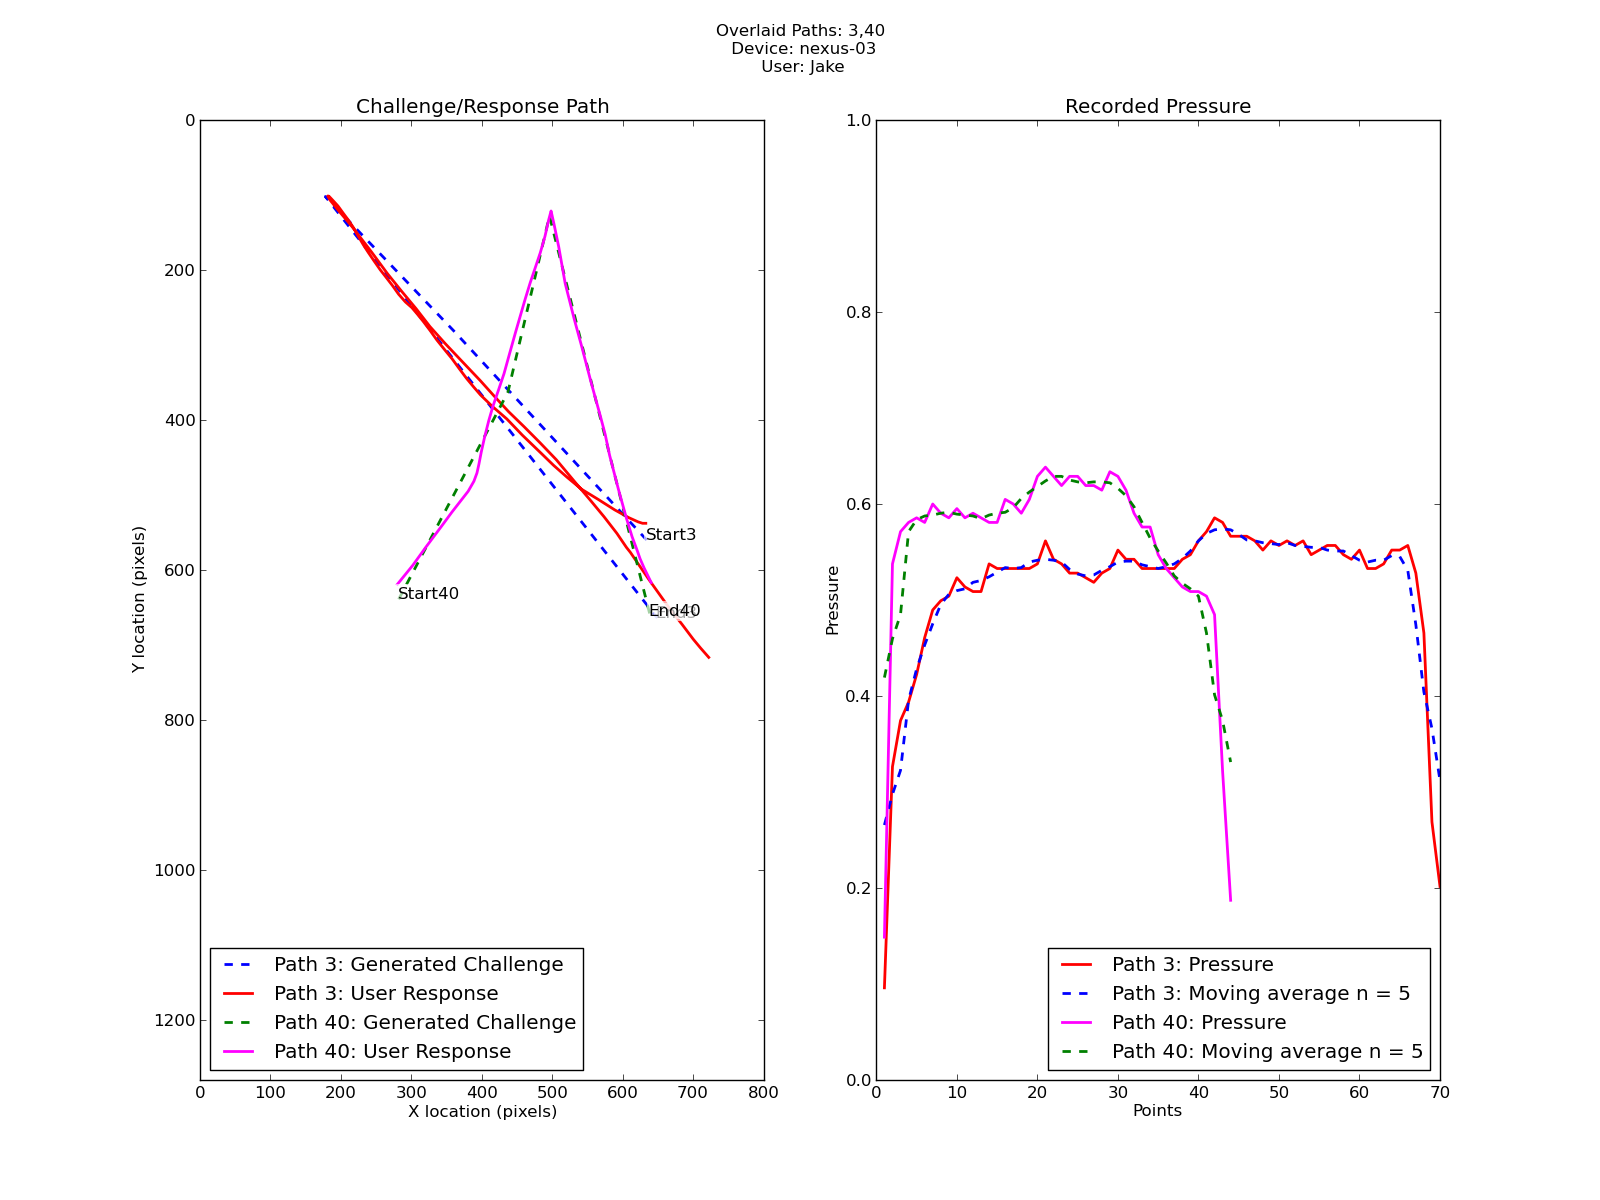 Overlaid Paths: 3,40
Device: nexus-03
User: Jake
Challenge/Response Path
0
200
400
600
800
1000
1200
Y location (pixels)
Start3
Start40
End40
Path 3: Generated Challenge
Path 3: User Response
Path 40: Generated Challenge
Path 40: User Response
0 100 200 300 400 500 600 700 800
X location (pixels)
Recorded Pressure
1.0
0.8
0.6
0.4
0.2
0.0
Pressure
Path 3: Pressure
Path 3: Moving average n = 5
Path 40: Pressure
Path 40: Moving average n = 5
0 10 20 30 40 50 60 70
Points